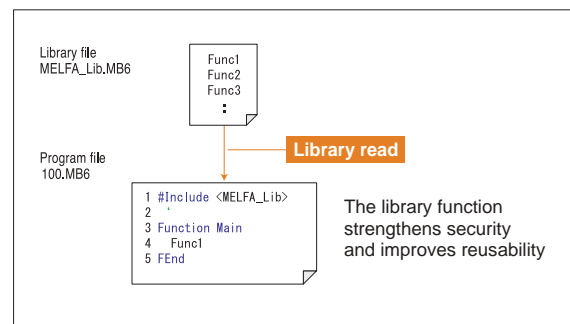 Library file
MELFA_Lib.MB6
Func1
Func2
Func3
:
Library read
Program file
100.MB6
1 #Include <MELFA_Lib>
2 '
3 Function Main
4 Func1
5 FEnd
The library function
strengthens security
and improves reusability